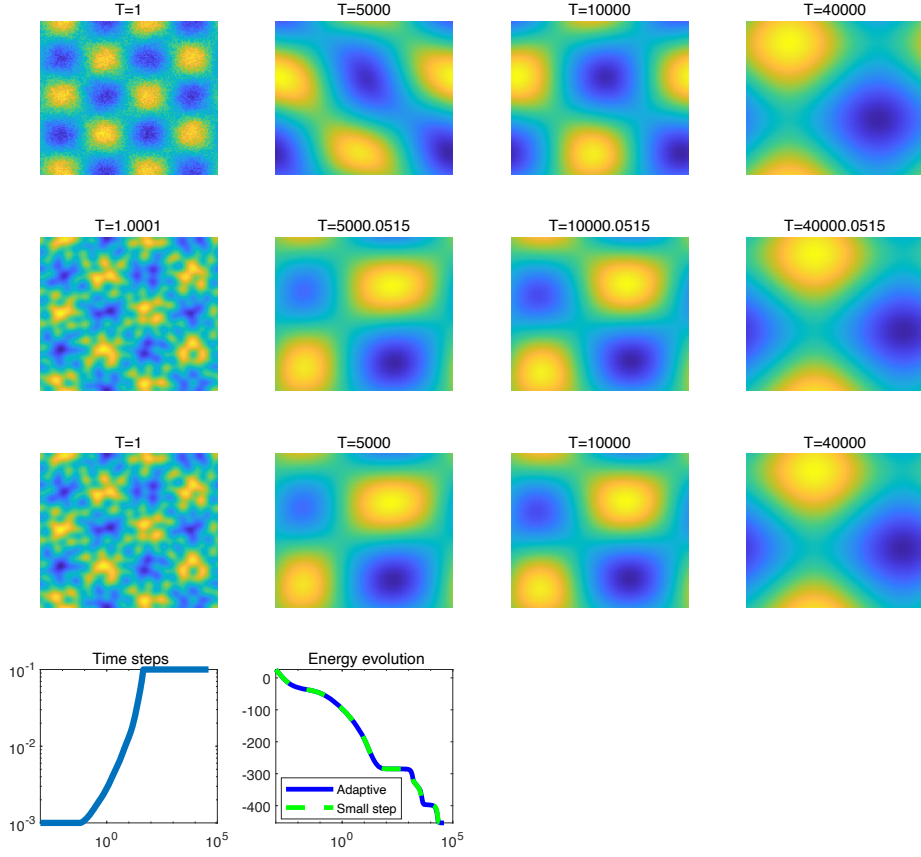 T=1 T=5000 T=10000 T=40000
T=1.0001 T=5000.0515 T=10000.0515 T=40000.0515
T=1 T=5000 T=10000 T=40000
Time steps
10^-1
10^-2
10^-3
10^0 10^5
Energy evolution
0
-100
-200
-300
-400
Adaptive
Small step
10^0 10^5